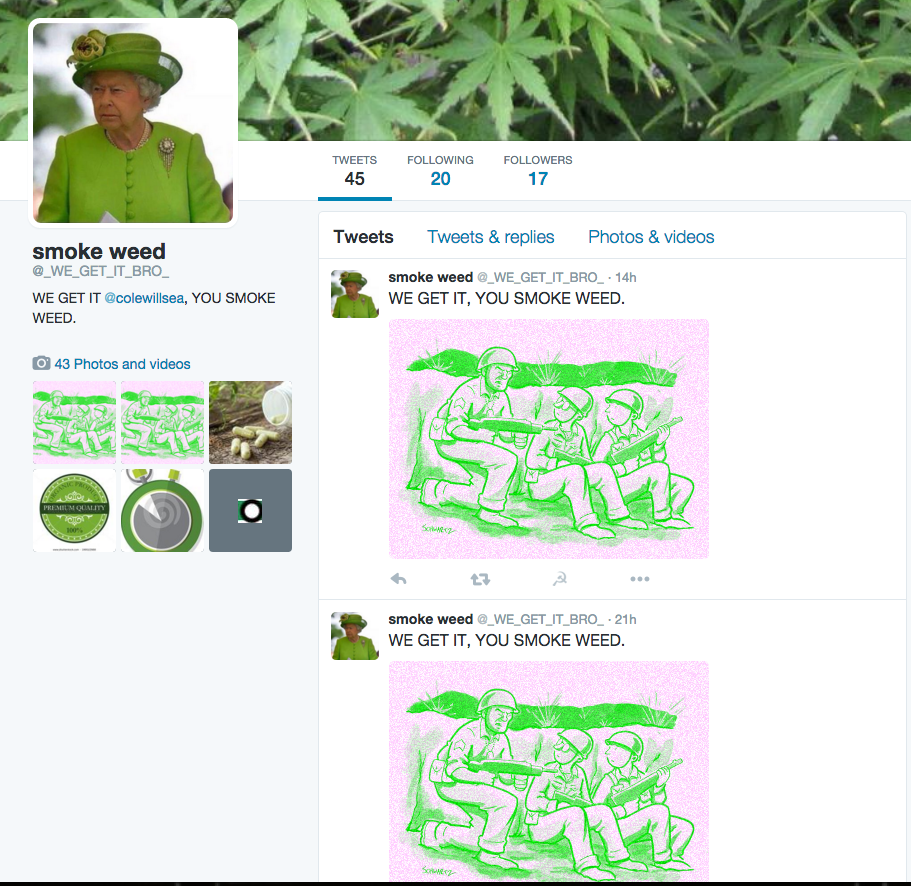 TWEETS
45
FOLLOWING
20
FOLLOWERS
17
smoke weed
@_WE_GET_IT_BRO_
WE GET IT @colewillsea, YOU SMOKE
WEED.
43 Photos and videos
PREMIUM QUALITY
100%
Tweets
Tweets & replies
Photos & videos
smoke weed @_WE_GET_IT_BRO_ · 14h
WE GET IT, YOU SMOKE WEED.
SCHWARTZ
smoke weed @_WE_GET_IT_BRO_ · 21h
WE GET IT, YOU SMOKE WEED.
SCHWARTZ